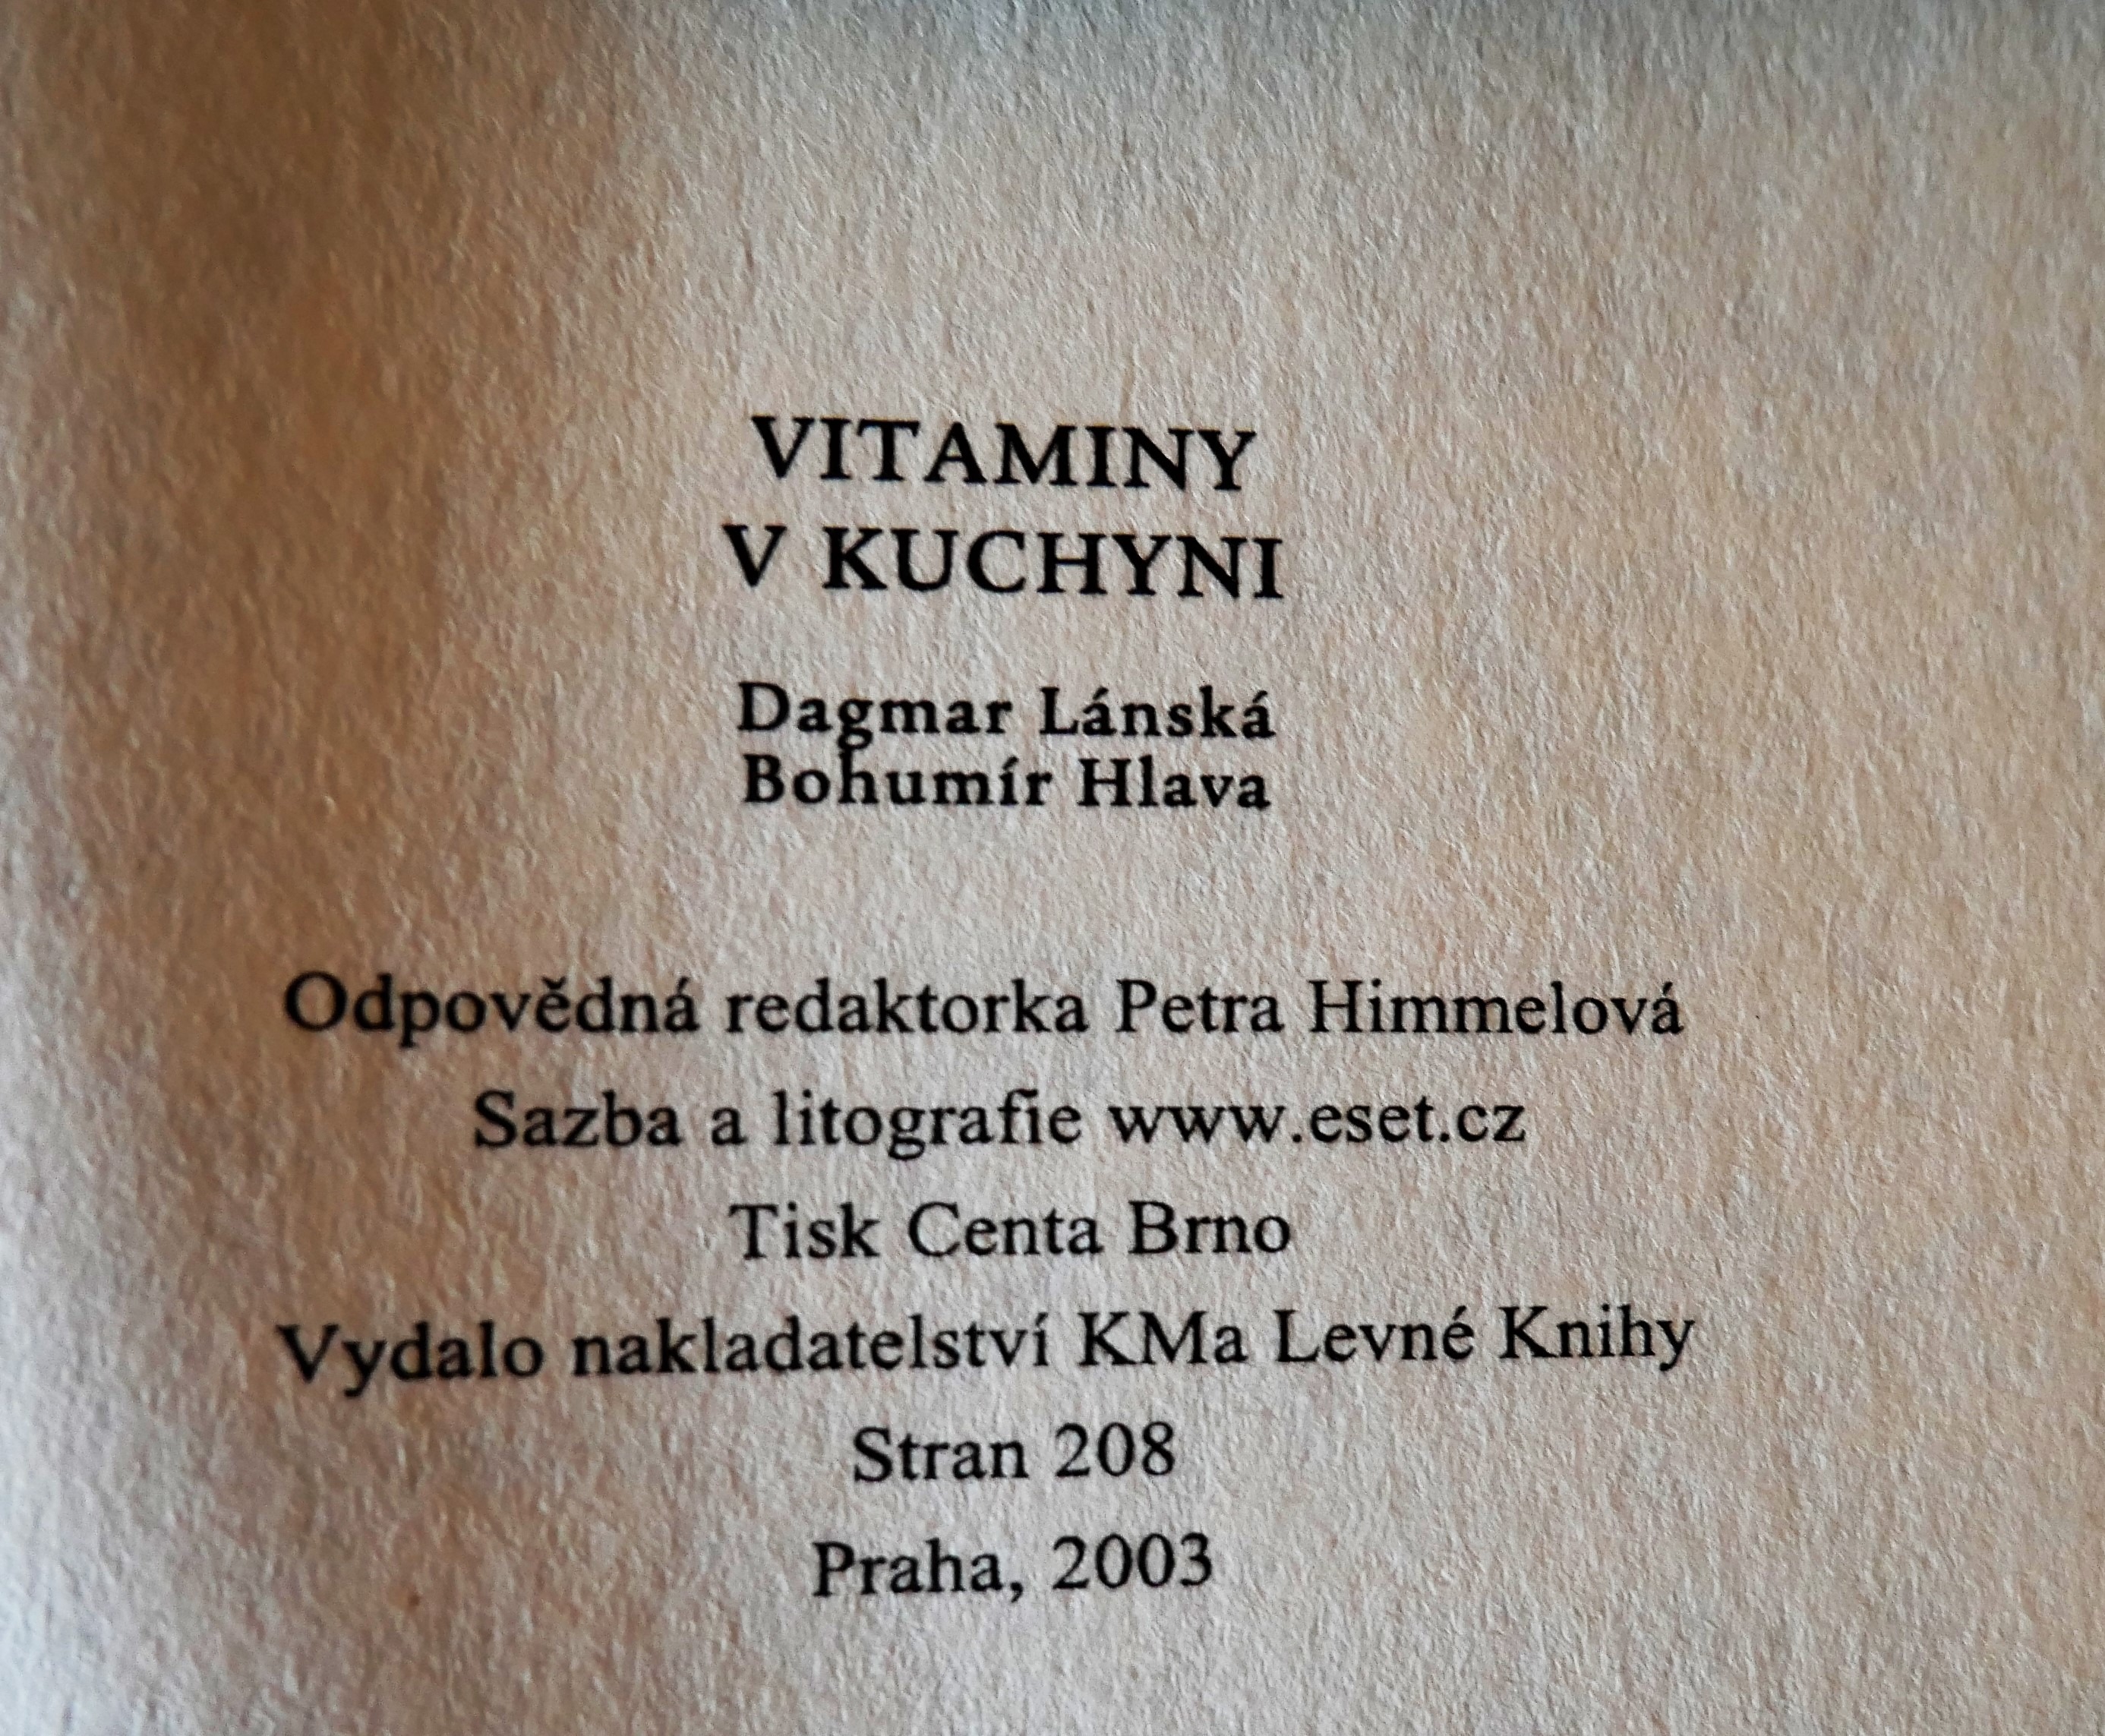 VITAMINY
V KUCHYNI
Dagmar Lánská
Bohumír Hlava
Odpovědná redaktorka Petra Himmelová
Sazba a litografie www.eset.cz
Tisk Centa Brno
Vydalo nakladatelství KMa Levné Knihy
Stran 208
Praha, 2003